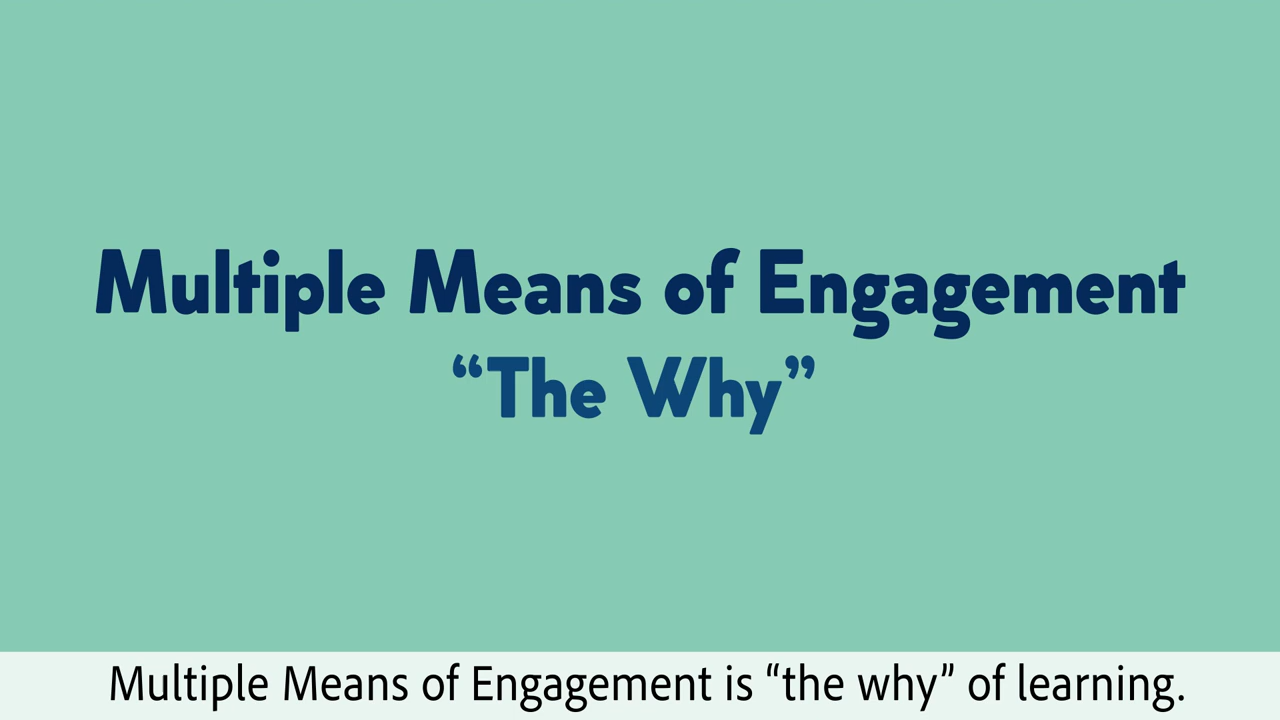 Multiple Means of Engagement
“The Why”
Multiple Means of Engagement is “the why” of learning.